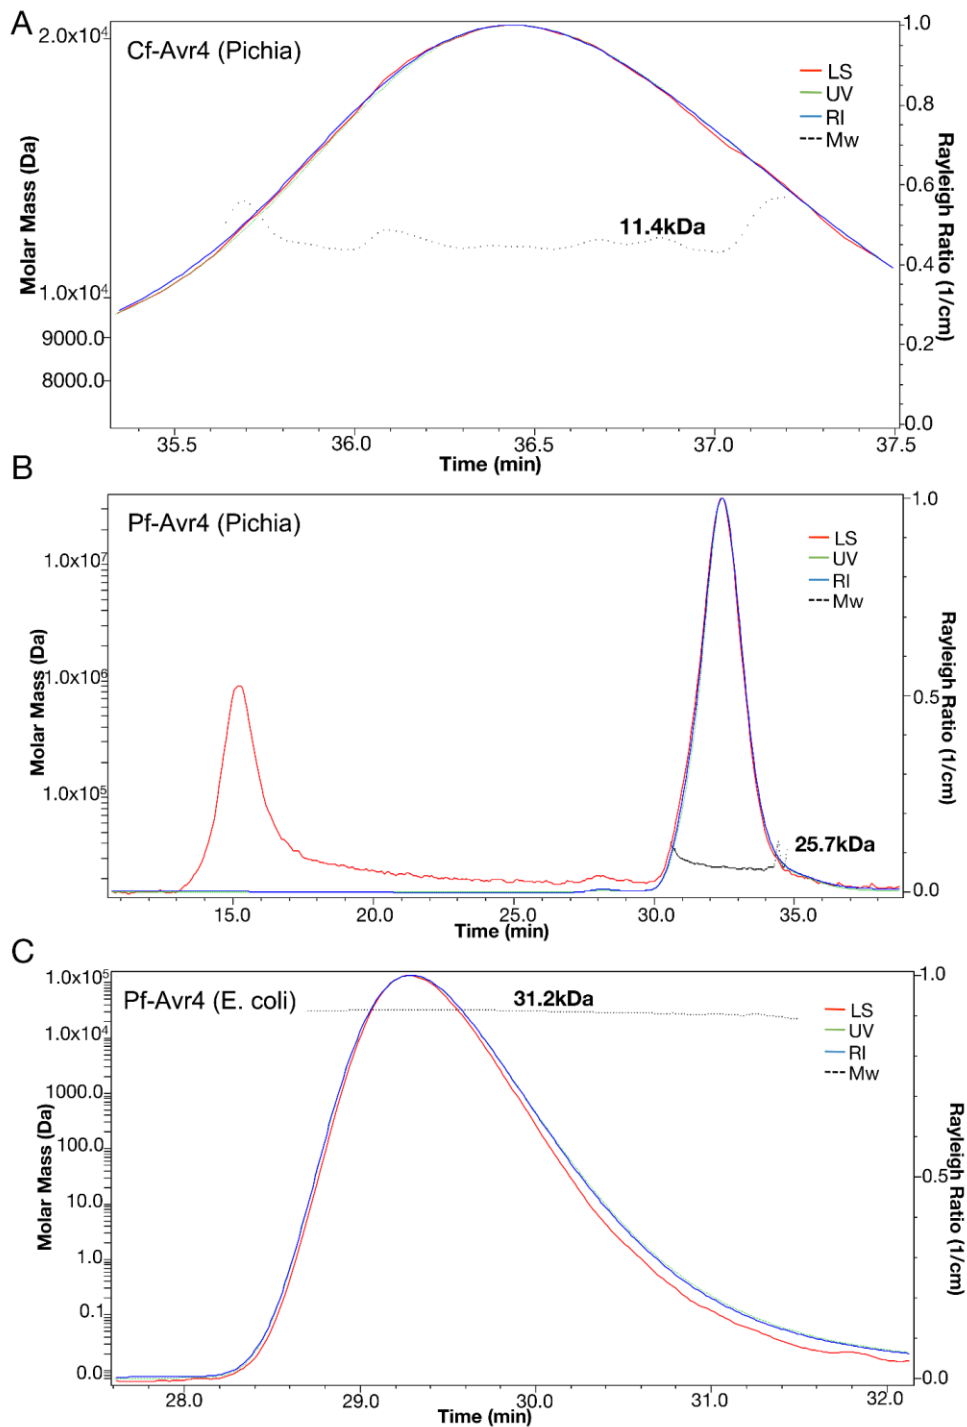 A
Cf-Avr4 (Pichia)
2.0x10⁴
1.0x10⁴
9000.0
8000.0
Molar Mass (Da)
11.4kDa
LS
UV
RI
Mw
1.0
0.8
0.6
0.4
0.2
0.0
Rayleigh Ratio (1/cm)
35.5
36.0
36.5
37.0
37.5
Time (min)
B
Pf-Avr4 (Pichia)
1.0x10⁷
1.0x10⁶
1.0x10⁵
Molar Mass (Da)
25.7kDa
LS
UV
RI
Mw
1.0
0.5
0.0
Rayleigh Ratio (1/cm)
15.0
20.0
25.0
30.0
35.0
Time (min)
C
Pf-Avr4 (E. coli)
1.0x10⁵
1.0x10⁴
1000.0
100.0
10.0
1.0
0.1
0.0
Molar Mass (Da)
31.2kDa
LS
UV
RI
Mw
1.0
0.5
0.0
Rayleigh Ratio (1/cm)
28.0
29.0
30.0
31.0
32.0
Time (min)